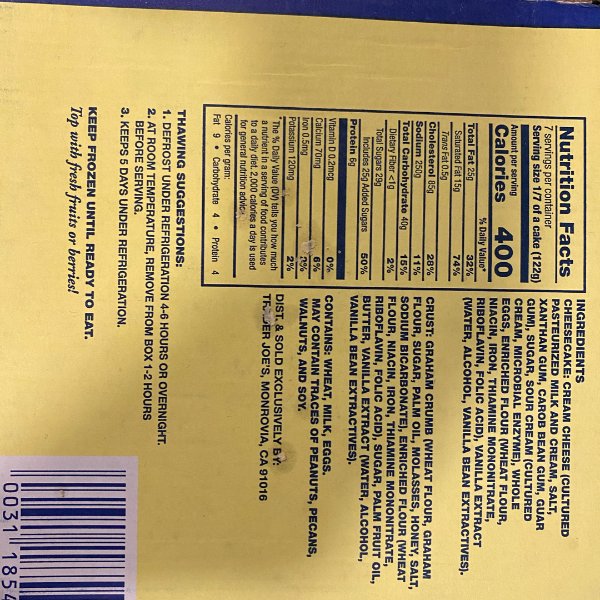 Nutrition Facts
7 servings per container
Serving size 1/7 of a cake (122g)
Amount per serving
Calories 400
% Daily Value*
Total Fat 25g 32%
Saturated Fat 15g 74%
Trans Fat 0.5g
Cholesterol 85g 28%
Sodium 250g 11%
Total Carbohydrate 40g 15%
Dietary Fiber <1g 2%
Total Sugars 29g
Includes 25g Added Sugars 50%
Protein 6g
Vitamin D 0.2mcg 0%
Calcium 70mg 6%
Iron 0.5mg 3%
Potassium 120mg 2%
* The % Daily Value (DV) tells you how much
a nutrient in a serving of food contributes
to a daily diet. 2,000 calories a day is used
for general nutrition advice.
Calories per gram:
Fat 9 • Carbohydrate 4 • Protein 4
INGREDIENTS
CHEESECAKE: CREAM CHEESE (CULTURED
PASTEURIZED MILK AND CREAM, SALT,
XANTHAM GUM, CAROB BEAN GUM, GUAR
GUM), SUGAR, SOUR CREAM (CULTURED
CREAM, MICROBIAL ENZYME), WHOLE
EGGS, ENRICHED FLOUR (WHEAT FLOUR,
NIACIN, IRON, THIAMINE MONONITRATE,
RIBOFLAVIN, FOLIC ACID), VANILLA EXTRACT
(WATER, ALCOHOL, VANILLA BEAN EXTRACTIVES).
CRUST: GRAHAM CRUMB (WHEAT FLOUR, GRAHAM
FLOUR, SUGAR, PALM OIL, MOLASSES, HONEY, SALT,
SODIUM BICARBONATE), ENRICHED FLOUR (WHEAT
FLOUR, NIACIN, IRON, THIAMINE MONONITRATE,
RIBOFLAVIN, FOLIC ACID) SUGAR, PALM FRUIT OIL,
BUTTER, VANILLA EXTRACT (WATER, ALCOHOL,
VANILLA BEAN EXTRACTIVES).
CONTAINS: WHEAT, MILK, EGGS.
MAY CONTAIN TRACES OF PEANUTS, PECANS,
WALNUTS, AND SOY.
DIST. & SOLD EXCLUSIVELY BY:
TRADER JOE'S, MONROVIA, CA 91016
THAWING SUGGESTIONS:
1. DEFROST UNDER REFRIGERATION 4-6 HOURS OR OVERNIGHT.
2. AT ROOM TEMPERATURE, REMOVE FROM BOX 1-2 HOURS
BEFORE SERVING.
3. KEEPS 5 DAYS UNDER REFRIGERATION.
KEEP FROZEN UNTIL READY TO EAT.
Top with fresh fruits or berries!
0031 1854